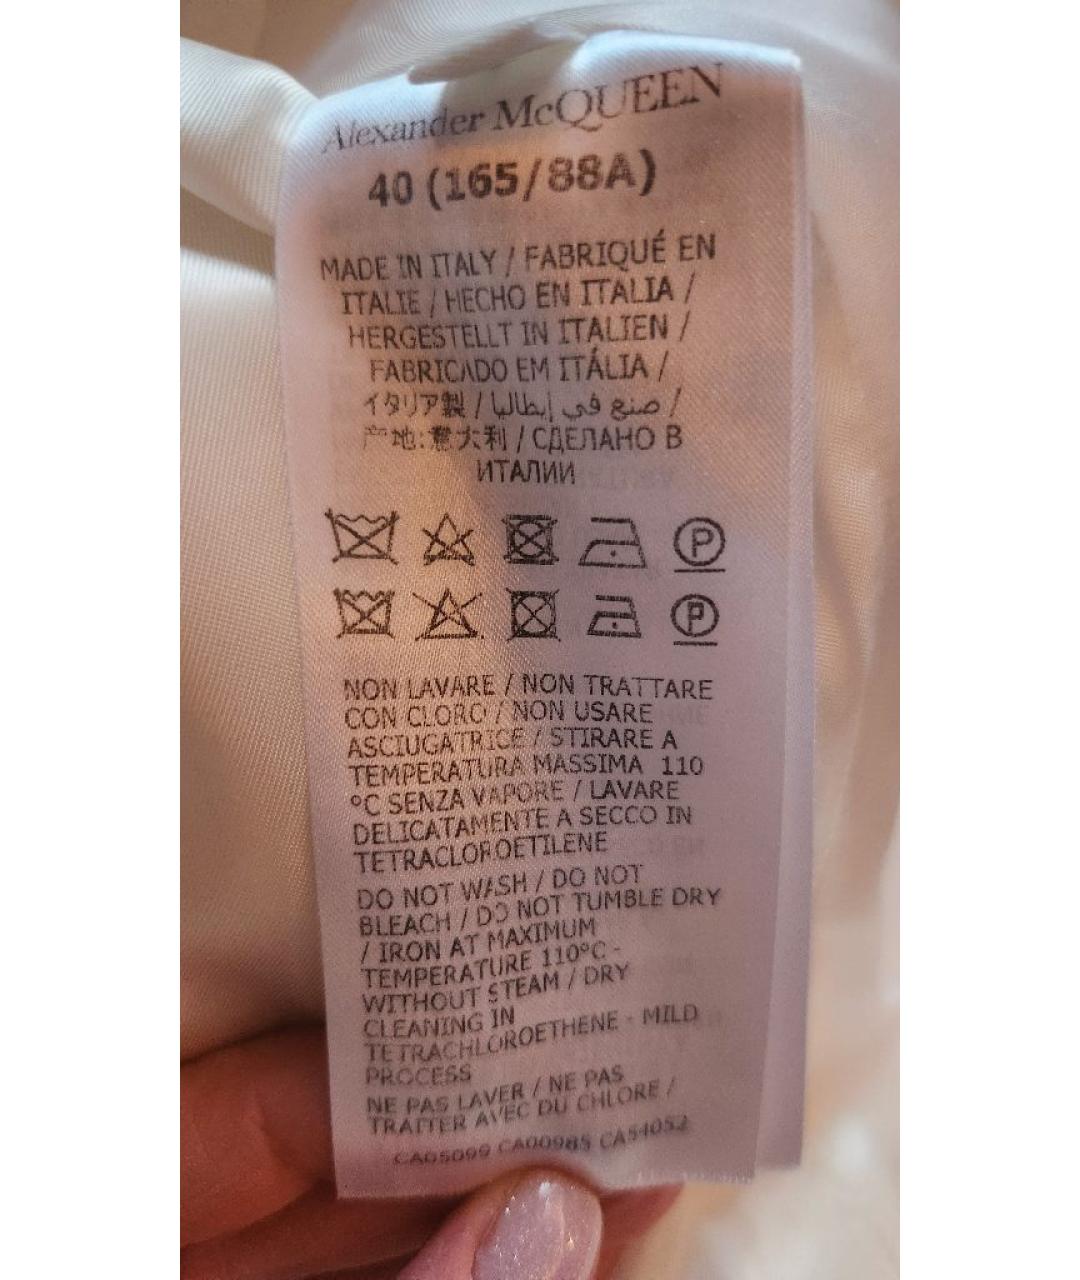 Alexander McQUEEN
40 (165/88A)
MADE IN ITALY / FABRIQUÉ EN
ITALIE / HECHO EN ITALIA /
HERGESTELLT IN ITALIEN /
FABRICADO EM ITÁLIA /
イタリア製 / صنع في إيطاليا /
产地:意大利 / СДЕЛАНО В
ИТАЛИИ
P
P
NON LAVARE / NON TRATTARE
CON CLORO / NON USARE
ASCIUGATRICE / STIRARE A
TEMPERATURA MASSIMA 110
°C SENZA VAPORE / LAVARE
DELICATAMENTE A SECCO IN
TETRACLOROETILENE
DO NOT WASH / DO NOT
BLEACH / DO NOT TUMBLE DRY
/ IRON AT MAXIMUM
TEMPERATURE 110°C -
WITHOUT STEAM / DRY
CLEANING IN
TETRACHLOROETHENE - MILD
PROCESS
NE PAS LAVER / NE PAS
TRAITER AVEC DU CHLORE /
CA05099 CA00985 CA54052